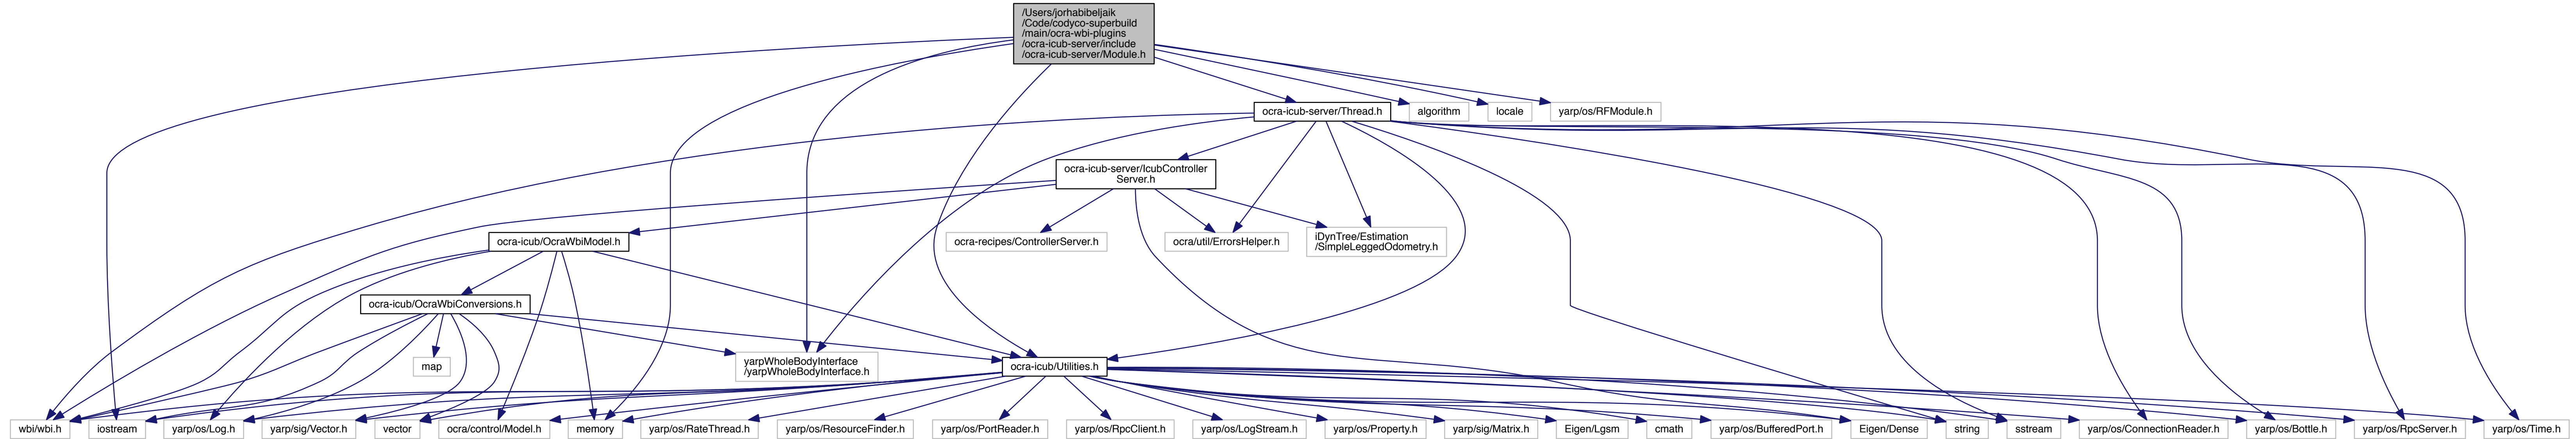 /Users/jorhabibeljaik
/Code/codyco-superbuild
/main/ocra-wbi-plugins
/ocra-icub-server/include
/ocra-icub-server/Module.h
ocra-icub-server/Thread.h
algorithm
locale
yarp/os/RFModule.h
ocra-icub-server/IcubController
Server.h
ocra-icub/OcraWbiModel.h
ocra-recipes/ControllerServer.h
ocra/util/ErrorsHelper.h
iDynTree/Estimation
/SimpleLeggedOdometry.h
ocra-icub/OcraWbiConversions.h
map
yarpWholeBodyInterface
/yarpWholeBodyInterface.h
ocra-icub/Utilities.h
wbi/wbi.h
iostream
yarp/os/Log.h
yarp/sig/Vector.h
vector
ocra/control/Model.h
memory
yarp/os/RateThread.h
yarp/os/ResourceFinder.h
yarp/os/PortReader.h
yarp/os/RpcClient.h
yarp/os/LogStream.h
yarp/os/Property.h
yarp/sig/Matrix.h
Eigen/Lgsm
cmath
yarp/os/BufferedPort.h
Eigen/Dense
string
sstream
yarp/os/ConnectionReader.h
yarp/os/Bottle.h
yarp/os/RpcServer.h
yarp/os/Time.h